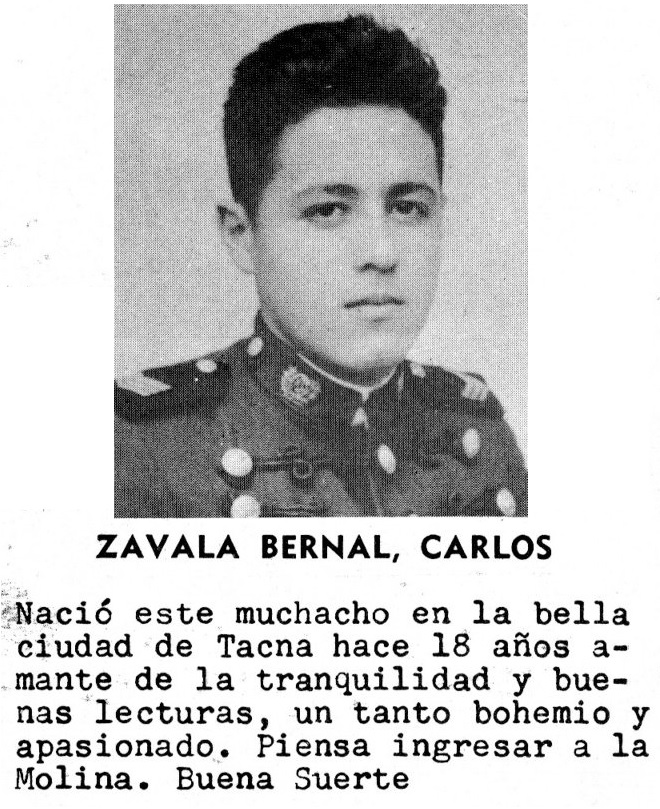 ZAVALA BERNAL, CARLOS
Nació este muchacho en la bella
ciudad de Tacna hace 18 años a-
mante de la tranquilidad y bue-
nas lecturas, un tanto bohemio y
apasionado. Piensa ingresar a la
Molina. Buena Suerte